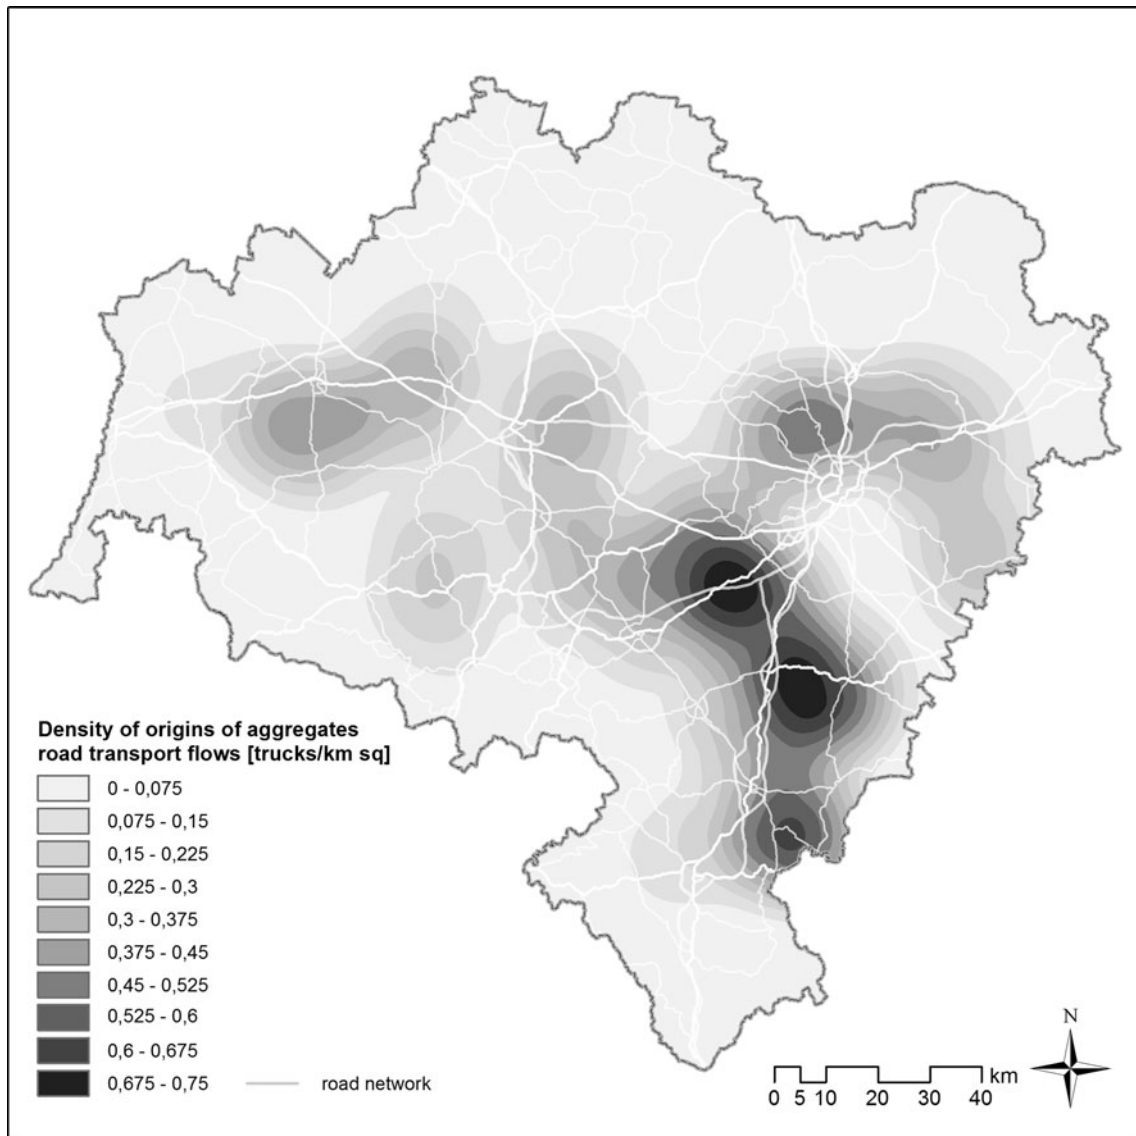 Density of origins of aggregates
road transport flows [trucks/km sq]
0 - 0,075
0,075 - 0,15
0,15 - 0,225
0,225 - 0,3
0,3 - 0,375
0,375 - 0,45
0,45 - 0,525
0,525 - 0,6
0,6 - 0,675
0,675 - 0,75
road network
km
0 5 10 20 30 40
N